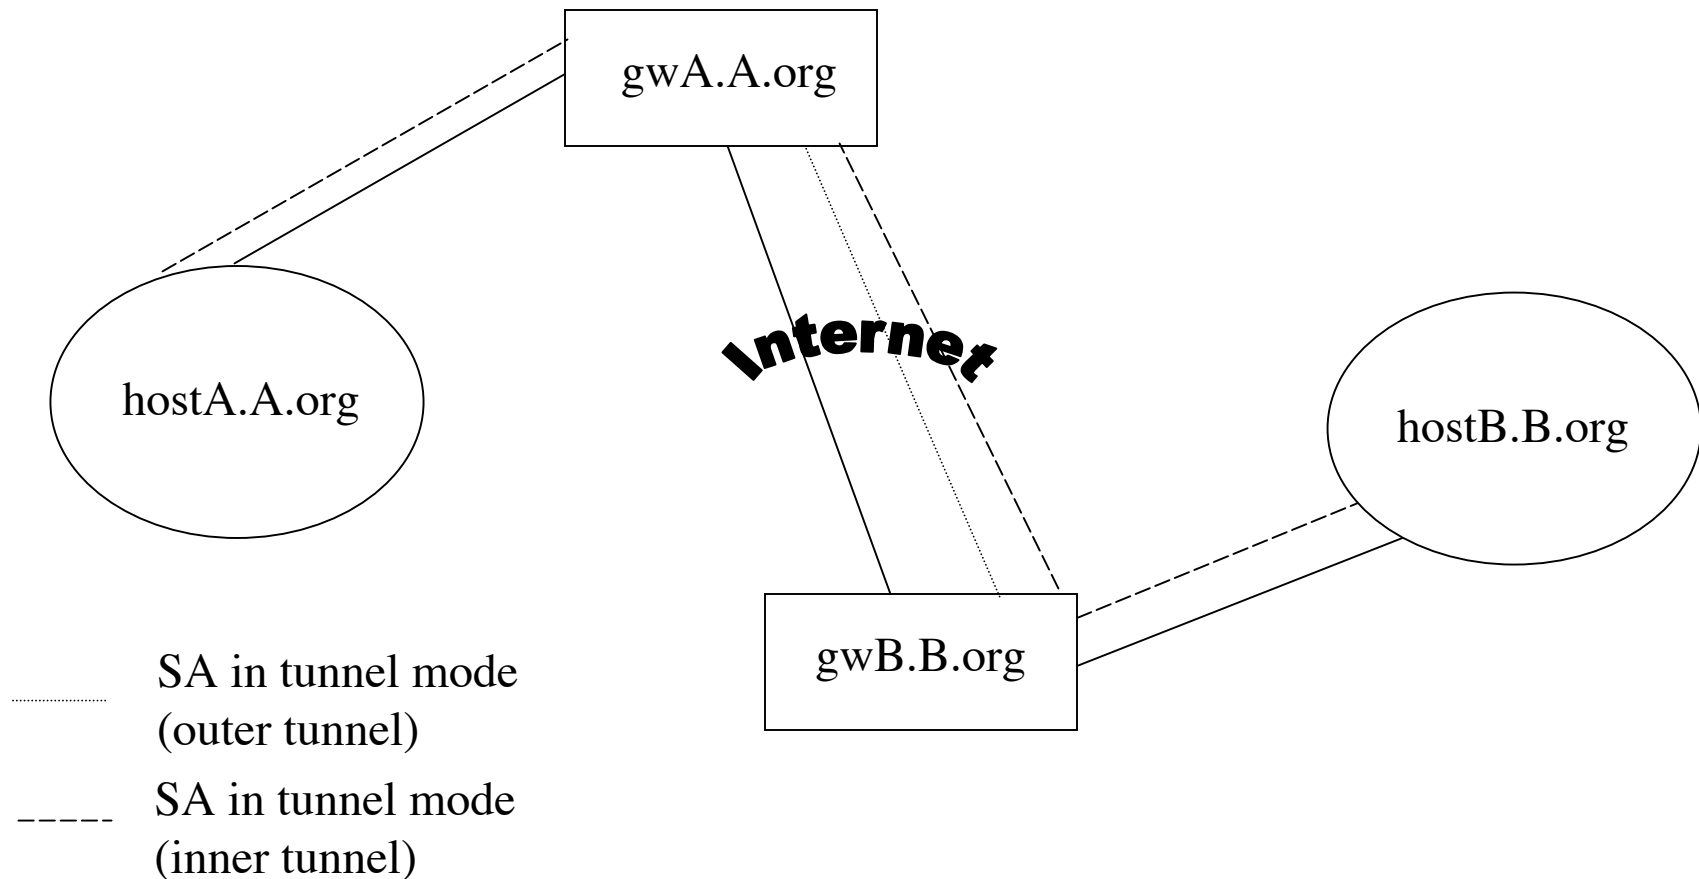 gwA.A.org
Internet
hostA.A.org
hostB.B.org
gwB.B.org
SA in tunnel mode
(outer tunnel)
SA in tunnel mode
(inner tunnel)